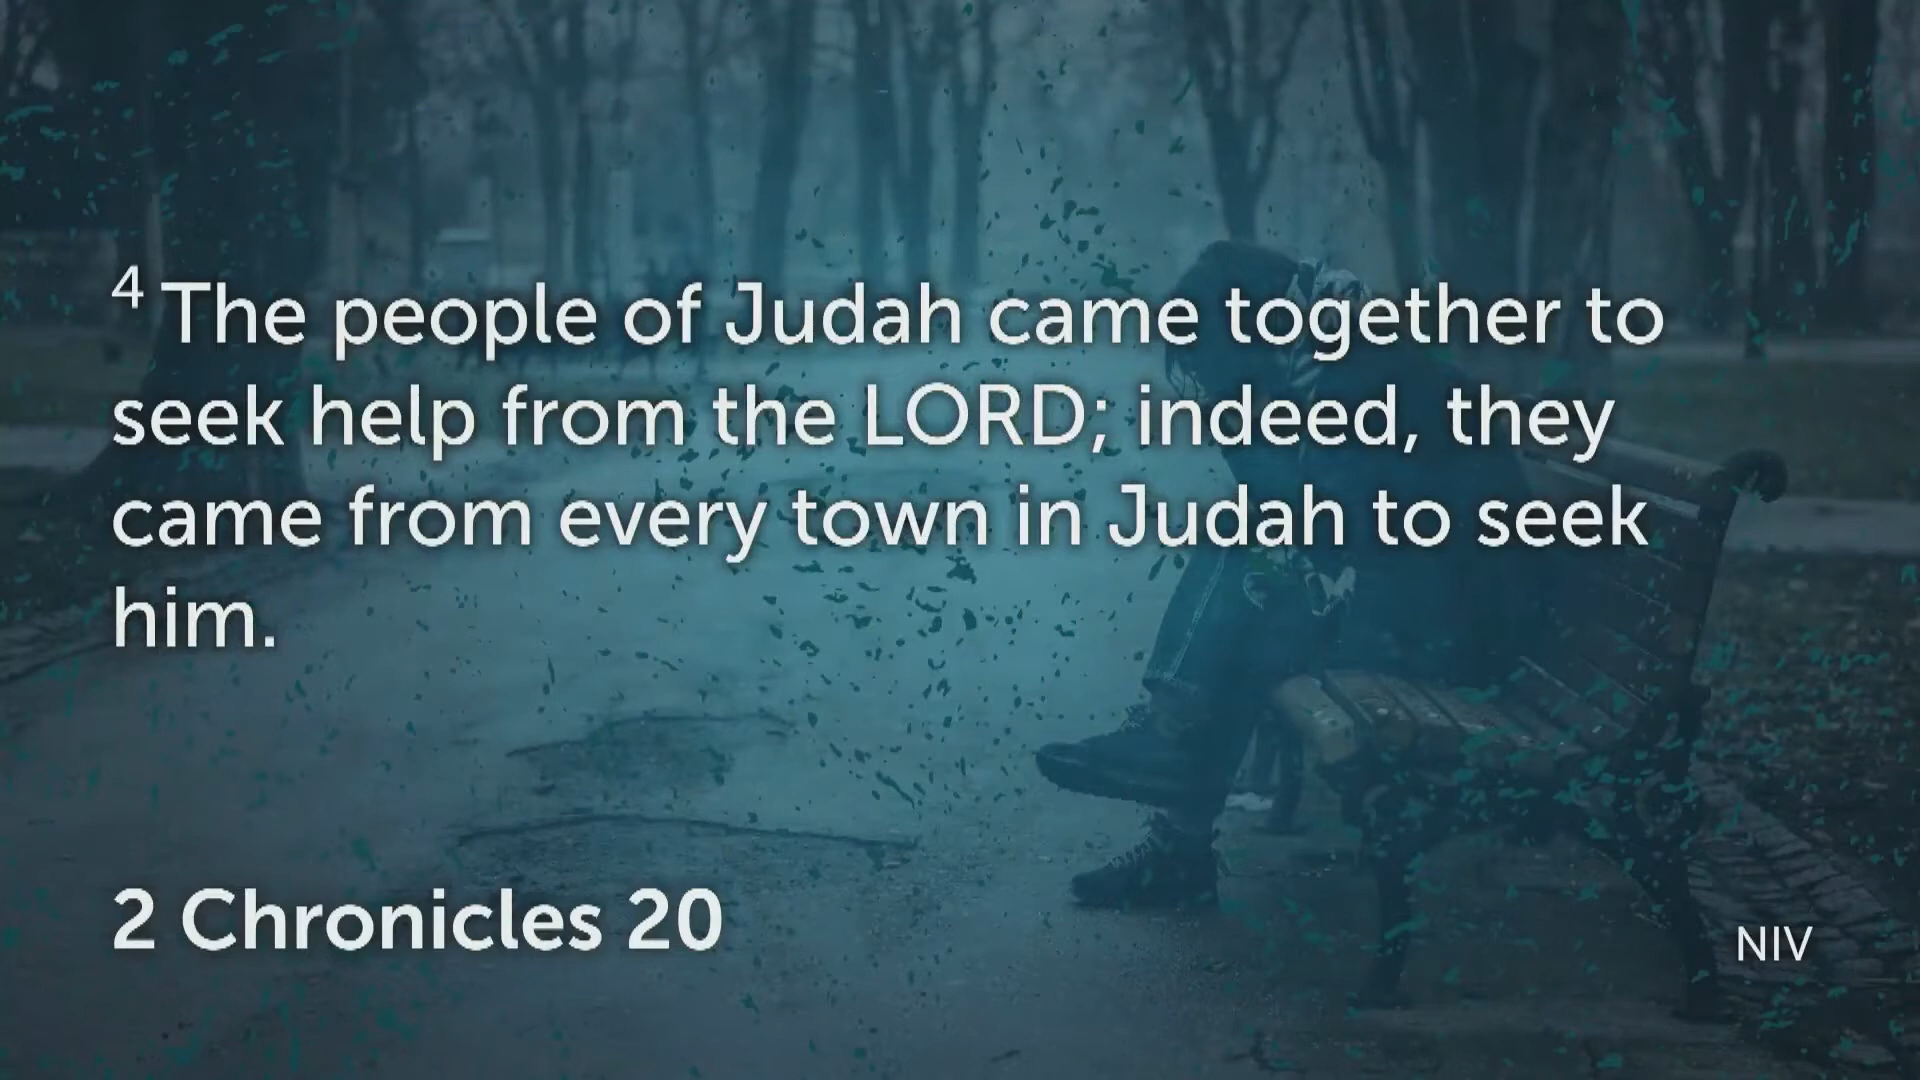 4 The people of Judah came together to
seek help from the LORD; indeed, they
came from every town in Judah to seek
him.
2 Chronicles 20
NIV